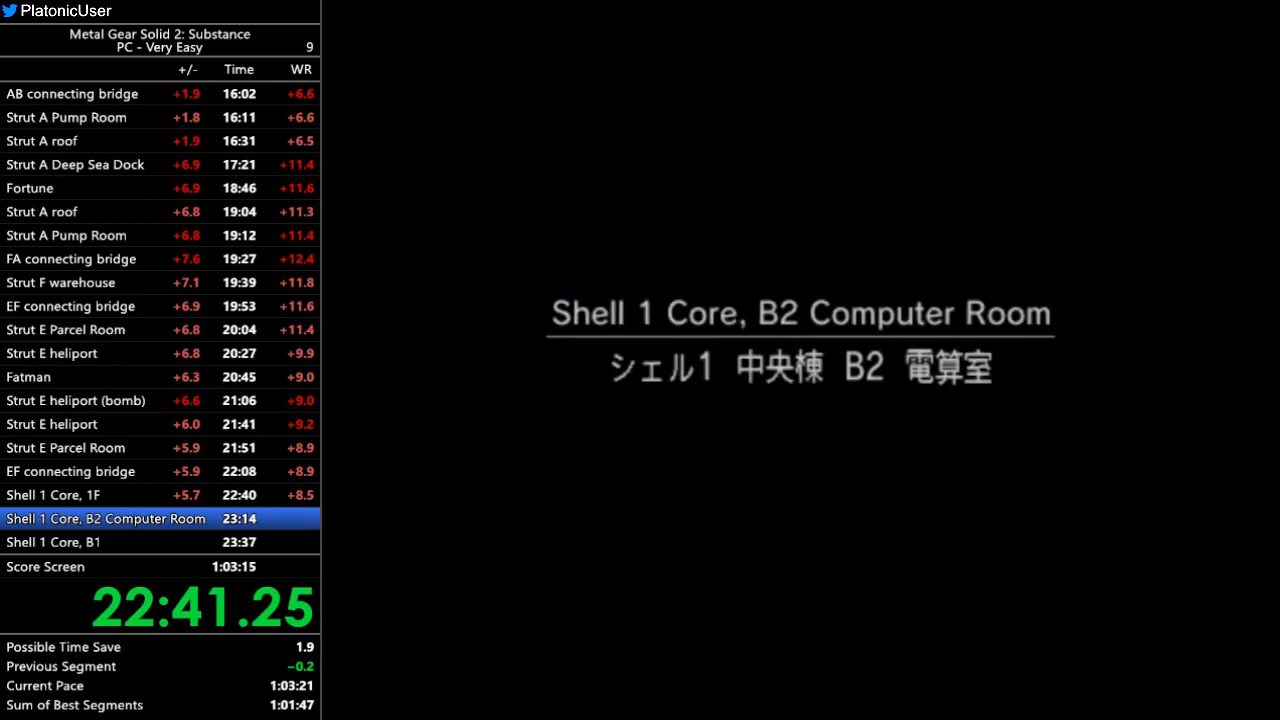 PlatonicUser
Metal Gear Solid 2: Substance
PC - Very Easy 9
+/- Time WR
AB connecting bridge +1.9 16:02 +6.6
Strut A Pump Room +1.8 16:11 +6.6
Strut A roof +1.9 16:31 +6.5
Strut A Deep Sea Dock +6.9 17:21 +11.4
Fortune +6.9 18:46 +11.6
Strut A roof +6.8 19:04 +11.3
Strut A Pump Room +6.8 19:12 +11.4
FA connecting bridge +7.6 19:27 +12.4
Strut F warehouse +7.1 19:39 +11.8
EF connecting bridge +6.9 19:53 +11.6
Strut E Parcel Room +6.8 20:04 +11.4
Strut E heliport +6.8 20:27 +9.9
Fatman +6.3 20:45 +9.0
Strut E heliport (bomb) +6.6 21:06 +9.0
Strut E heliport +6.0 21:41 +9.2
Strut E Parcel Room +5.9 21:51 +8.9
EF connecting bridge +5.9 22:08 +8.9
Shell 1 Core, 1F +5.7 22:40 +8.5
Shell 1 Core, B2 Computer Room 23:14
Shell 1 Core, B1 23:37
Score Screen 1:03:15
22:41.25
Possible Time Save 1.9
Previous Segment −0.2
Current Pace 1:03:21
Sum of Best Segments 1:01:47
Shell 1 Core, B2 Computer Room
シェル1 中央棟 B2 電算室